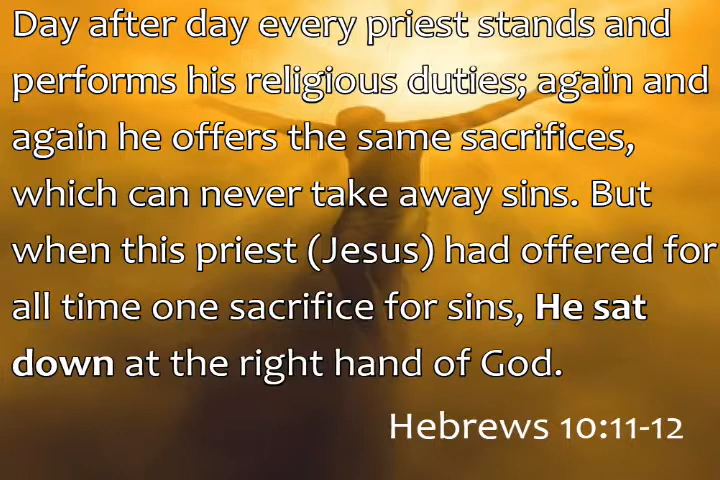 Day after day every priest stands and
performs his religious duties; again and
again he offers the same sacrifices,
which can never take away sins. But
when this priest (Jesus) had offered for
all time one sacrifice for sins, He sat
down at the right hand of God.
Hebrews 10:11-12